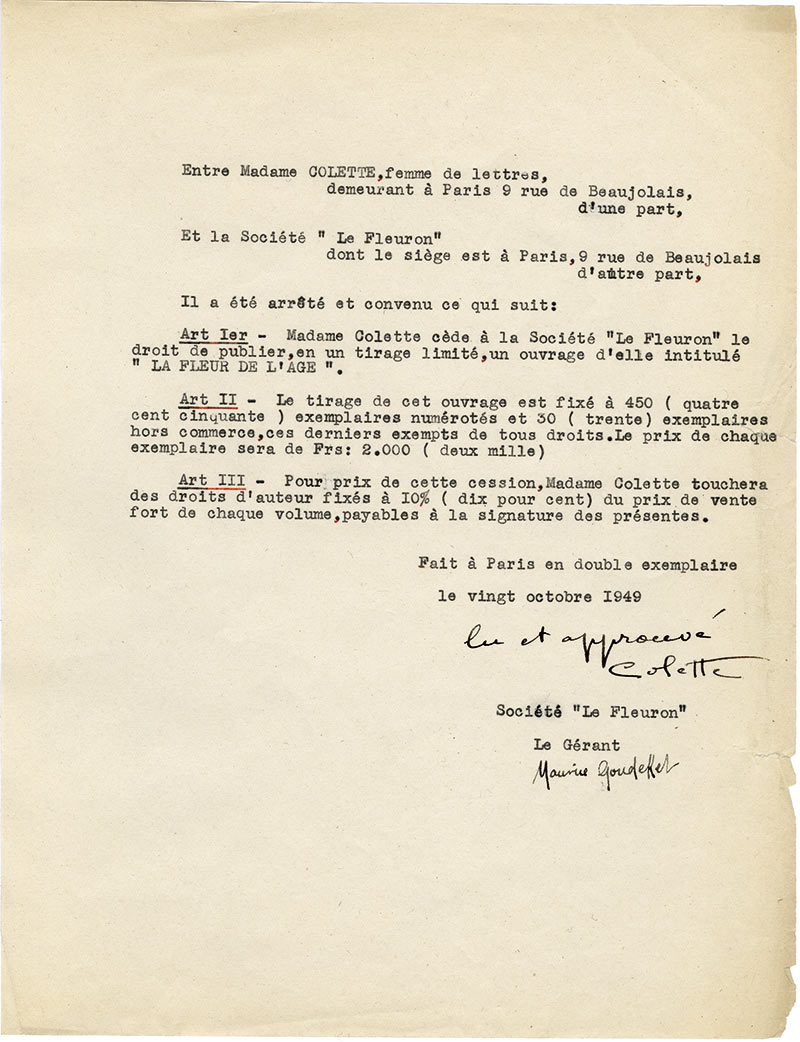 Entre Madame COLETTE,femme de lettres,
demeurant à Paris 9 rue de Beaujolais,
d'une part,
Et la Société " Le Fleuron"
dont le siège est à Paris,9 rue de Beaujolais
d'autre part,
Il a été arrêté et convenu ce qui suit:
Art Ier - Madame Colette cède à la Société "Le Fleuron" le
droit de publier,en un tirage limité,un ouvrage d'elle intitulé
" LA FLEUR DE L'AGE ".
Art II - Le tirage de cet ouvrage est fixé à 450 ( quatre
cent cinquante ) exemplaires numérotés et 30 ( trente) exemplaires
hors commerce,ces derniers exempts de tous droits.Le prix de chaque
exemplaire sera de Frs: 2.000 ( deux mille)
Art III - Pour prix de cette cession,Madame Colette touchera
des droits d'auteur fixés à I0% ( dix pour cent) du prix de vente
fort de chaque volume,payables à la signature des présentes.
Fait à Paris en double exemplaire
le vingt octobre I949
lu et approuvé
Colette
Société "Le Fleuron"
Le Gérant
Maurice Goudeket